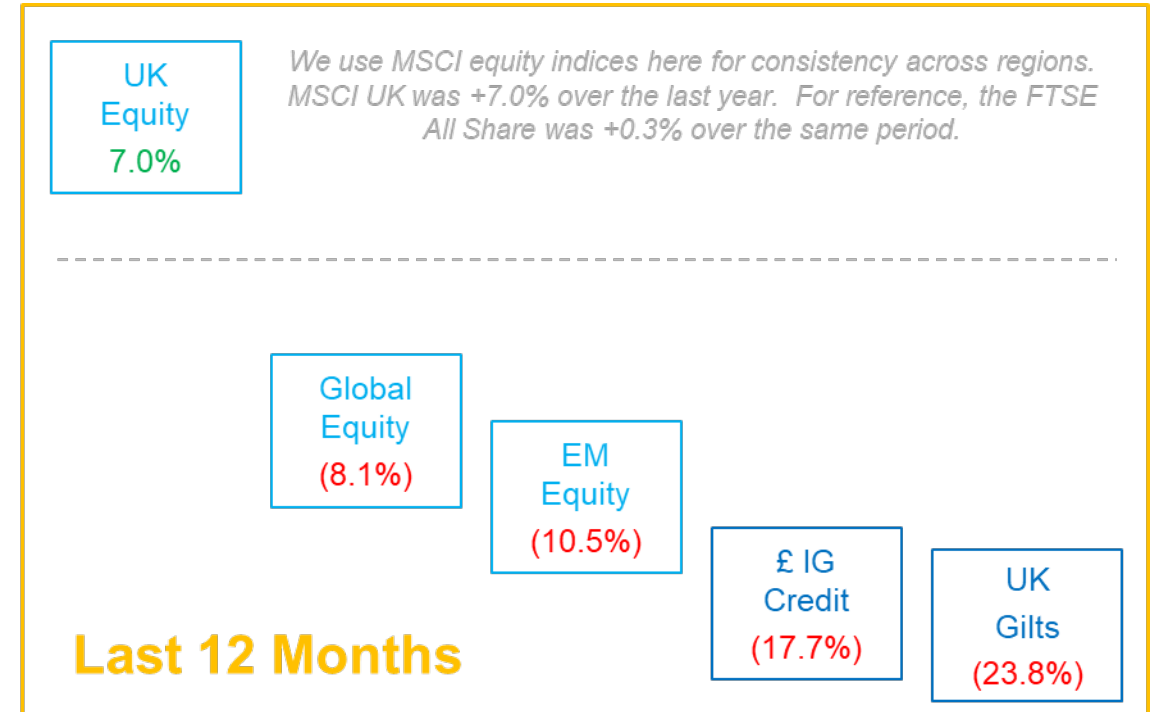 UK
Equity
7.0%
We use MSCI equity indices here for consistency across regions.
MSCI UK was +7.0% over the last year. For reference, the FTSE
All Share was +0.3% over the same period.
Global
Equity
(8.1%)
EM
Equity
(10.5%)
£ IG
Credit
(17.7%)
UK
Gilts
(23.8%)
Last 12 Months